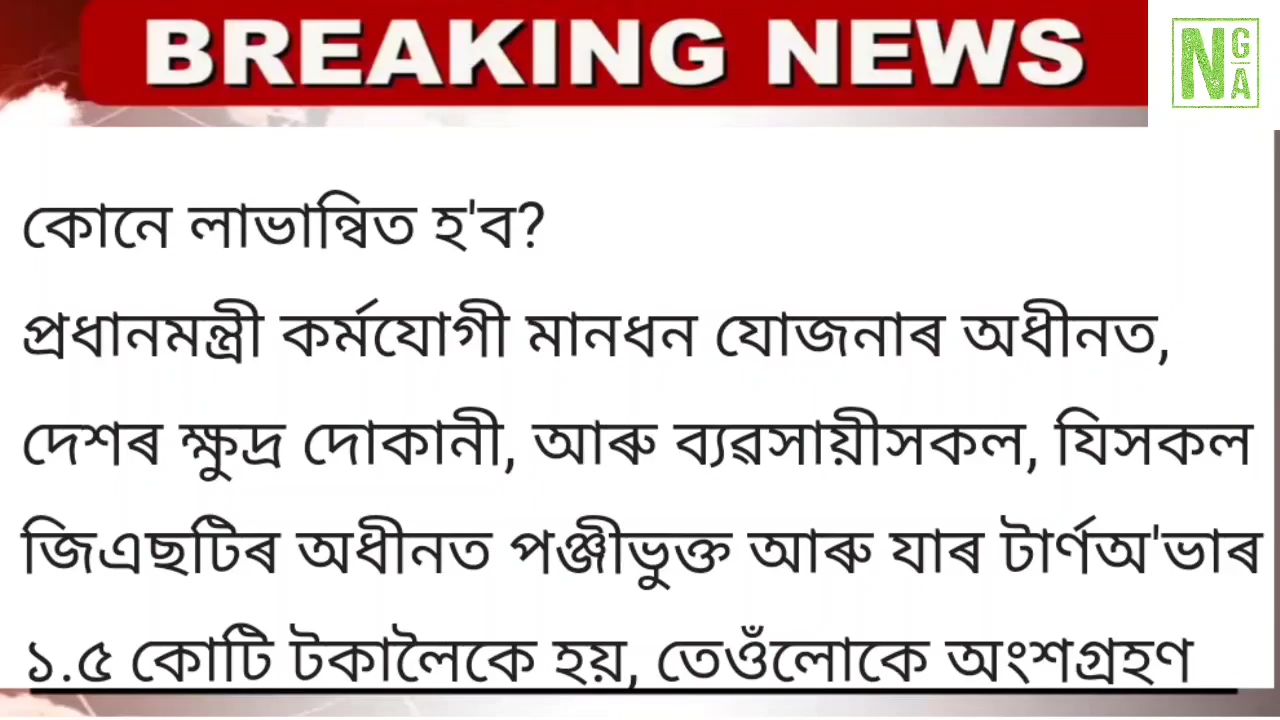 BREAKING NEWS
NGA
কোনে লাভান্বিত হ'ব?
প্ৰধানমন্ত্ৰী কৰ্মযোগী মানধন যোজনাৰ অধীনত,
দেশৰ ক্ষুদ্ৰ দোকানী, আৰু ব্যৱসায়ীসকল, যিসকল
জিএছটিৰ অধীনত পঞ্জীভুক্ত আৰু যাৰ টাৰ্ণঅ'ভাৰ
১.৫ কোটি টকালৈকে হয়, তেওঁলোকে অংশগ্ৰহণ